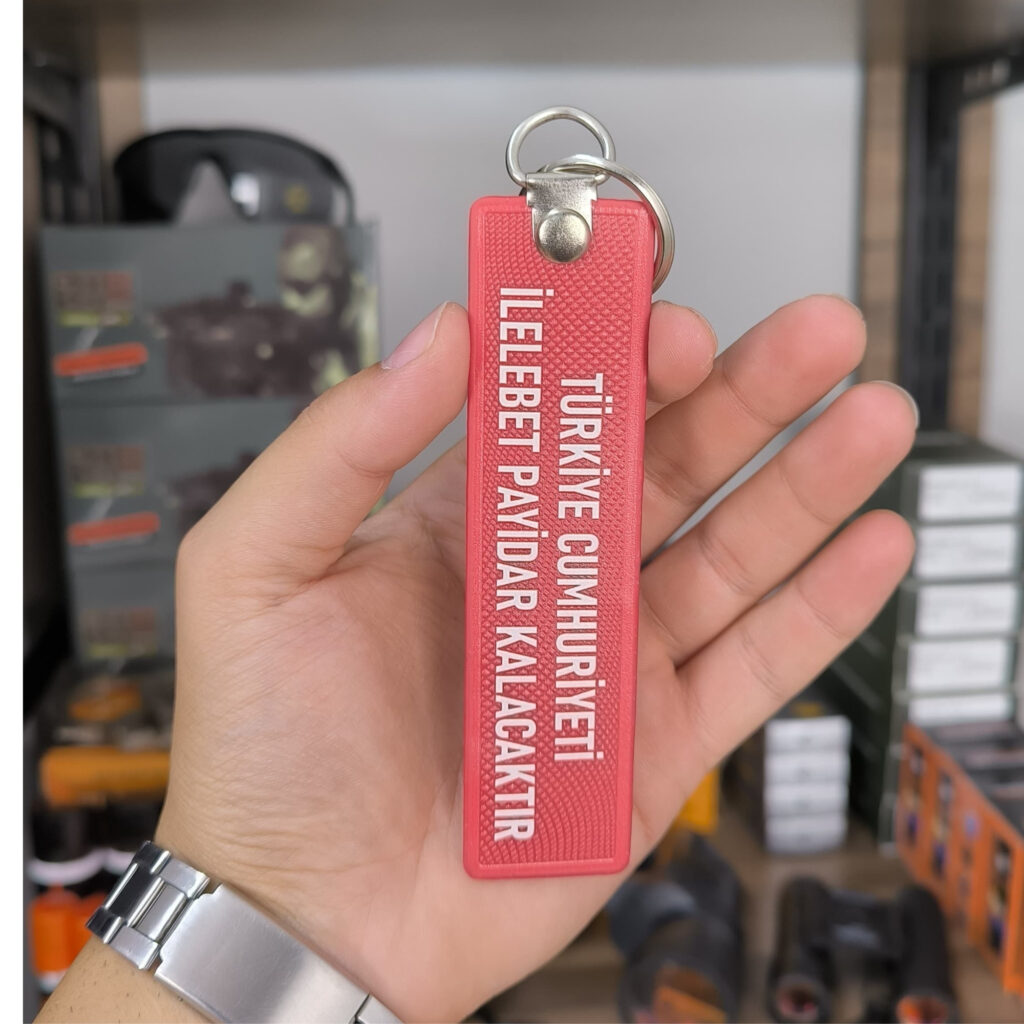 TÜRKİYE CUMHURİYETİ
İLELEBET PAYİDAR KALACAKTIR